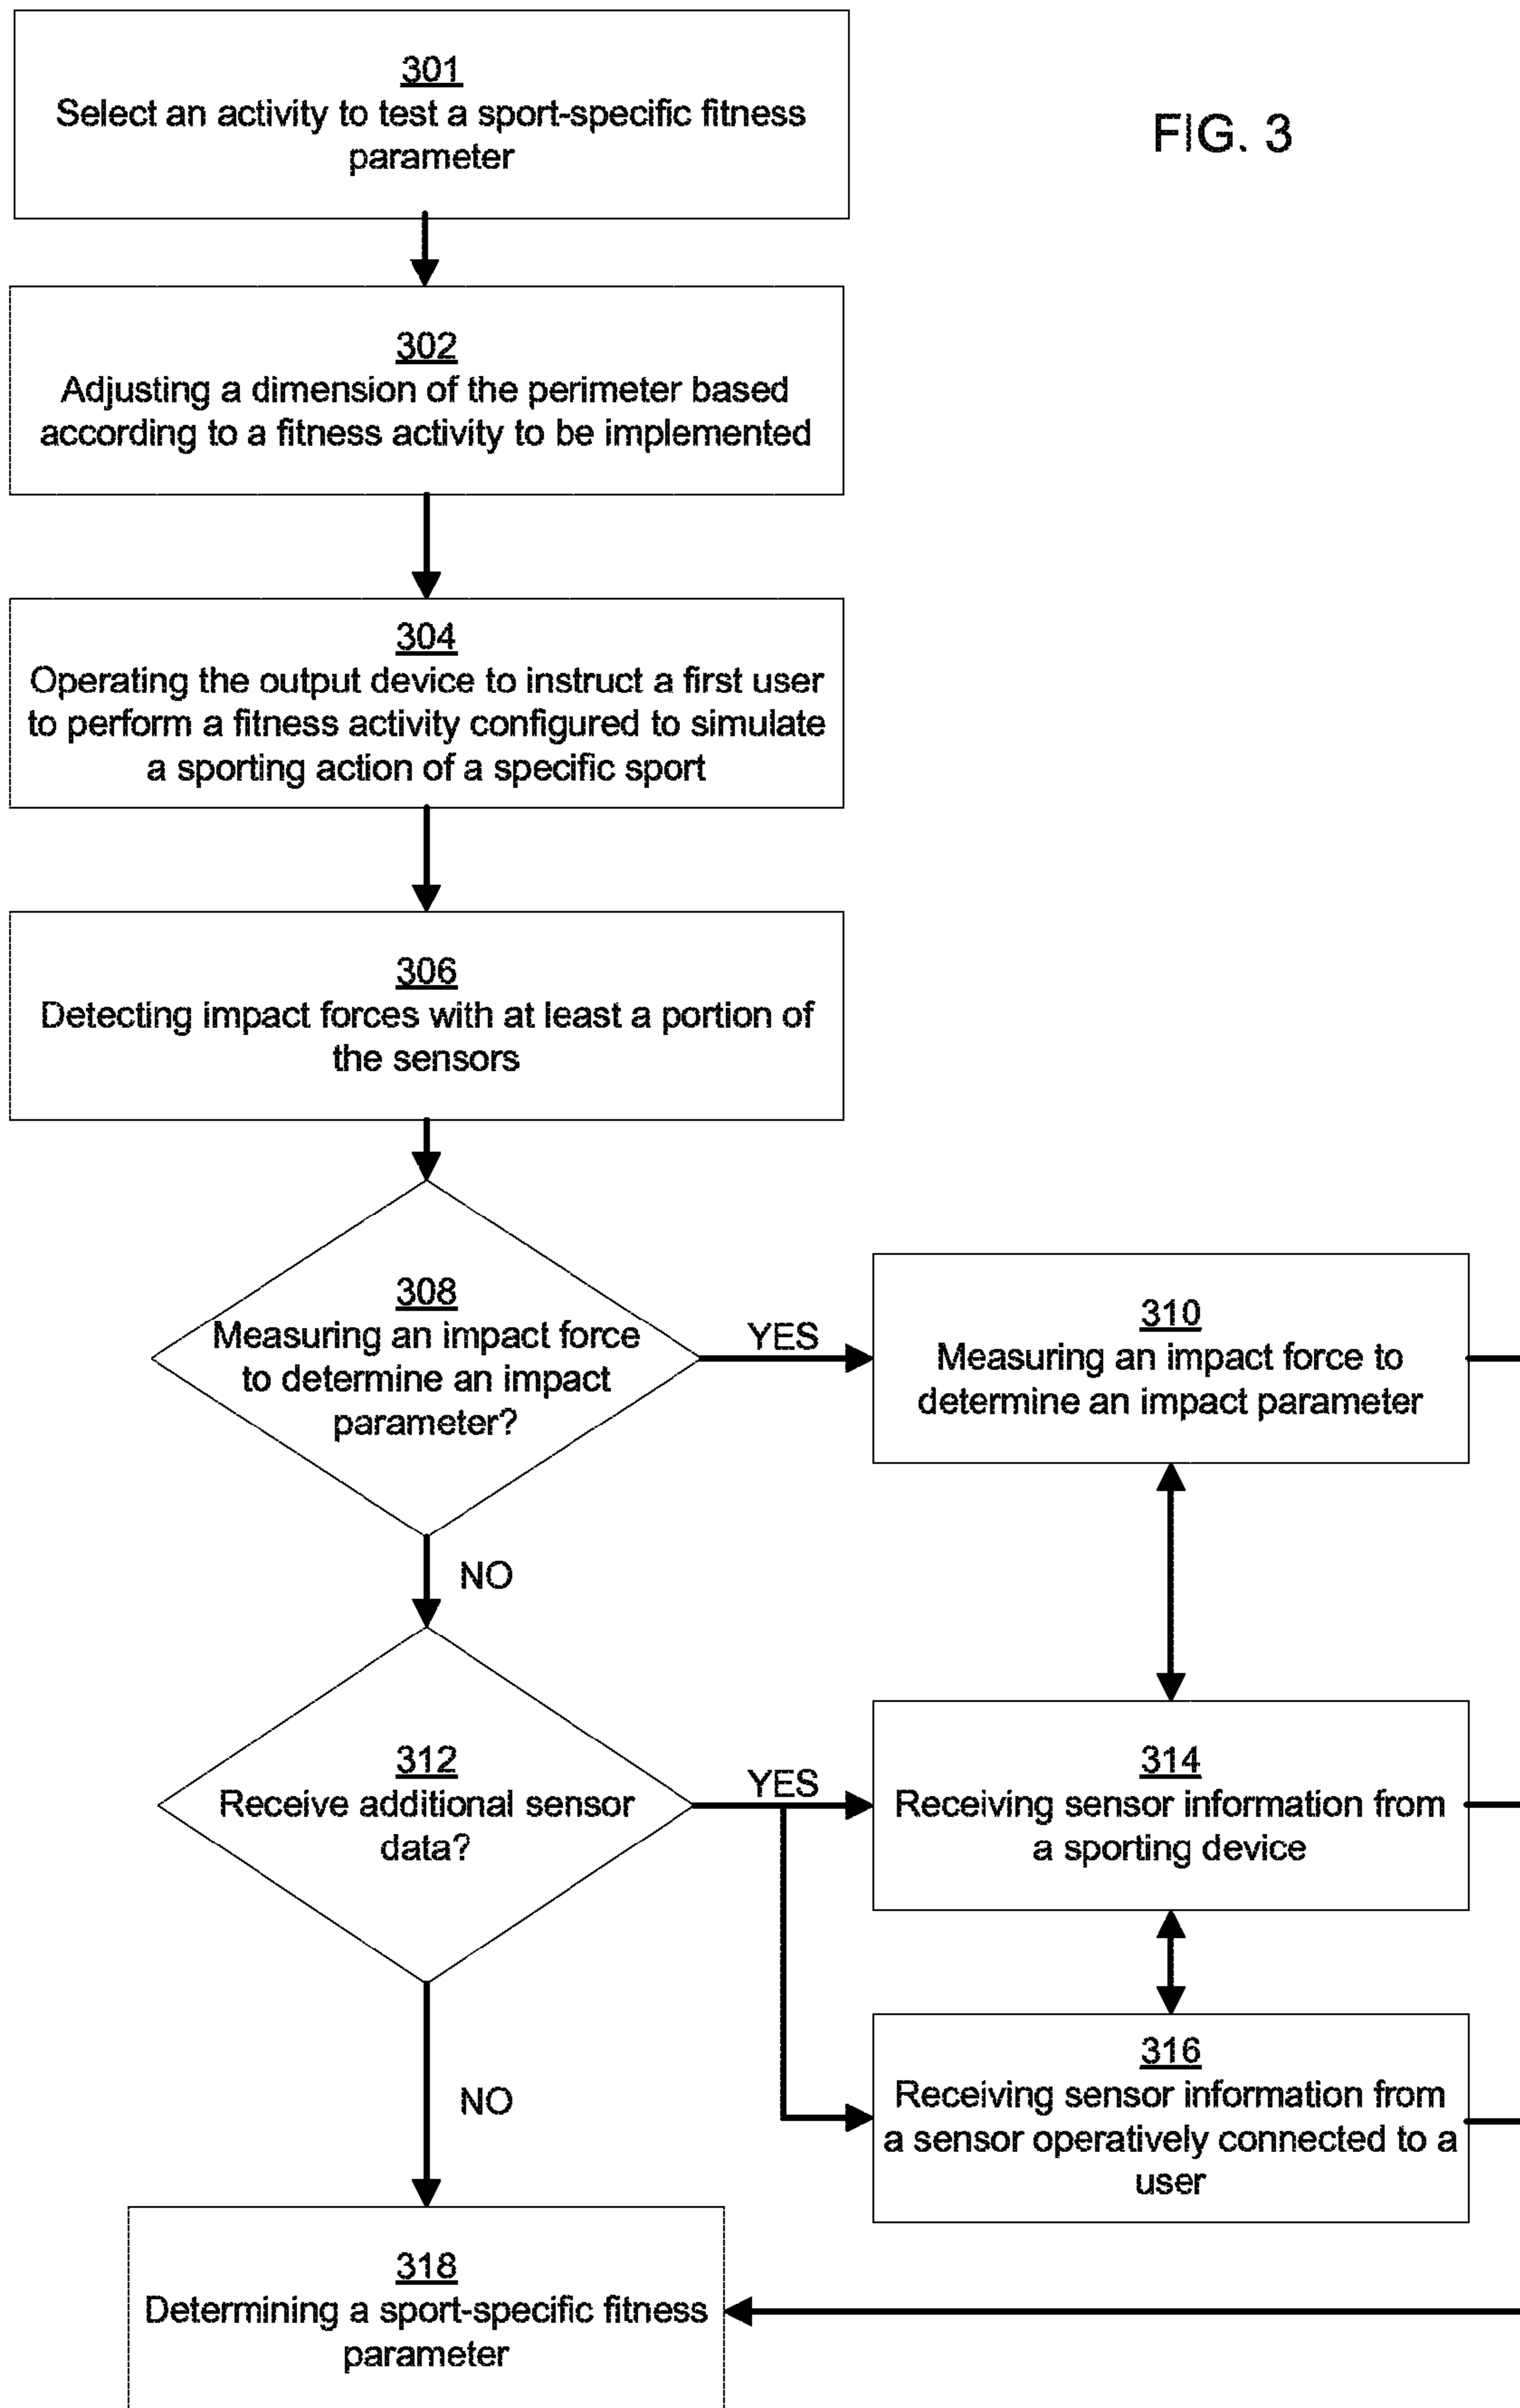 301
Select an activity to test a sport-specific fitness
parameter
FIG. 3
302
Adjusting a dimension of the perimeter based
according to a fitness activity to be implemented
304
Operating the output device to instruct a first user
to perform a fitness activity configured to simulate
a sporting action of a specific sport
306
Detecting impact forces with at least a portion of
the sensors
308
Measuring an impact force
to determine an impact
parameter?
YES
310
Measuring an impact force to
determine an impact parameter
NO
312
Receive additional sensor
data?
YES
314
Receiving sensor information from
a sporting device
316
Receiving sensor information from
a sensor operatively connected to a
user
NO
318
Determining a sport-specific fitness
parameter